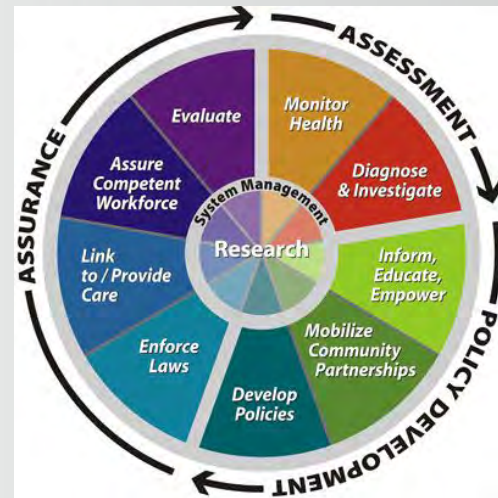 ASSESSMENT
Monitor
Health
Diagnose
& Investigate
POLICY DEVELOPMENT
Inform,
Educate,
Empower
Mobilize
Community
Partnerships
Develop
Policies
ASSURANCE
Enforce
Laws
Link
to / Provide
Care
Assure
Competent
Workforce
Evaluate
System Management
Research